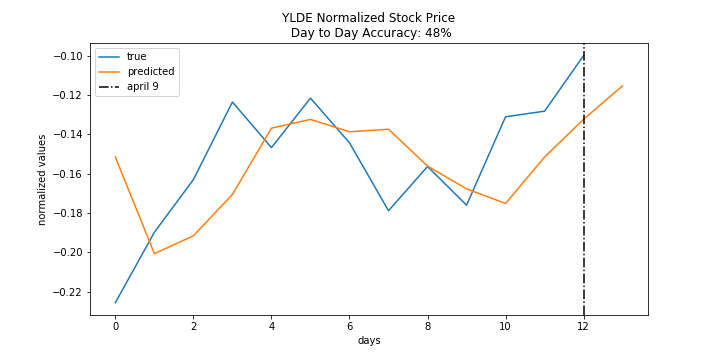 YLDE Normalized Stock Price
Day to Day Accuracy: 48%
true
predicted
april 9
normalized values
−0.10
−0.12
−0.14
−0.16
−0.18
−0.20
−0.22
0 2 4 6 8 10 12
days